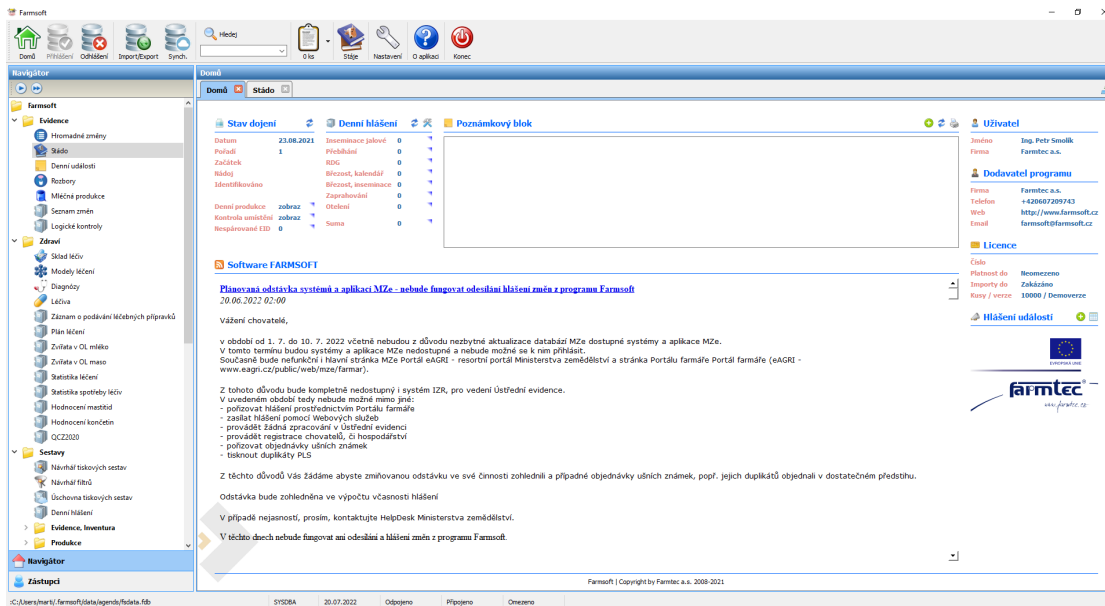 Farmsoft
Domů
Přihlášení
Odhlášení
Import/Export
Synch.
Hledej
0 ks
Stáje
Nastavení
O aplikaci
Konec
Navigátor
Farmsoft
Evidence
Hromadné změny
Stádo
Denní události
Rozbory
Mléčná produkce
Seznam změn
Logické kontroly
Zdraví
Sklad léčiv
Modely léčení
Diagnózy
Léčiva
Záznam o podávání léčebných přípravků
Plán léčení
Zvířata v OL mléko
Zvířata v OL maso
Statistika léčení
Statistika spotřeby léčiv
Hodnocení mastitid
Hodnocení končetin
QCZ2020
Sestavy
Návrhář tiskových sestav
Návrhář filtrů
Úschovna tiskových sestav
Denní hlášení
Evidence, Inventura
Produkce
Navigátor
Zástupci
Domů
Domů
Stádo
Stav dojení
Datum 23.08.2021
Pořadí 1
Začátek
Nádoj
Identifikováno
Denní produkce zobraz
Kontrola umístění zobraz
Nespárované EID 0
Denní hlášení
Inseminace jalové 0
Přebíhání 0
RDG 0
Březost, kalendář 0
Březost, inseminace 0
Zaprahování 0
Otelení 0
Suma 0
Poznámkový blok
Software FARMSOFT
Plánovaná odstávka systémů a aplikací MZe - nebude fungovat odesílání hlášení změn z programu Farmsoft
20.06.2022 02:00
Vážení chovatelé,
v období od 1. 7. do 10. 7. 2022 včetně nebudou z důvodu nezbytné aktualizace databází MZe dostupné systémy a aplikace MZe.
V tomto termínu budou systémy a aplikace MZe nedostupné a nebude možné se k nim přihlásit.
Současně bude nefunkční i hlavní stránka MZe Portál eAGRI - resortní portál Ministerstva zemědělství a stránka Portálu farmáře Portál farmáře (eAGRI -
www.eagri.cz/public/web/mze/farmar).
Z tohoto důvodu bude kompletně nedostupný i systém IZR, pro vedení Ústřední evidence.
V uvedeném období tedy nebude možné mimo jiné:
- pořizovat hlášení prostřednictvím Portálu farmáře
- zasílat hlášení pomocí Webových služeb
- provádět žádná zpracování v Ústřední evidenci
- provádět registrace chovatelů, či hospodářství
- pořizovat objednávky ušních známek
- tisknout duplikáty PLS
Z těchto důvodů Vás žádáme abyste zmiňovanou odstávku ve své činnosti zohlednili a případné objednávky ušních známek, popř. jejich duplikátů objednali v dostatečném předstihu.
Odstávka bude zohledněna ve výpočtu včasnosti hlášení
V případě nejasností, prosím, kontaktujte HelpDesk Ministerstva zemědělství.
V těchto dnech nebude fungovat ani odesílání a hlášení změn z programu Farmsoft.
Uživatel
Jméno Ing. Petr Smolík
Firma Farmtec a.s.
Dodavatel programu
Firma Farmtec a.s.
Telefon +420607209743
Web http://www.farmsoft.cz
Email farmsoft@farmsoft.cz
Licence
Číslo
Platnost do Neomezeno
Importy do Zakázáno
Kusy / verze 10000 / Demoverze
Hlášení událostí
EVROPSKÁ UNIE
farmtec
www.farmtec.cz
Farmsoft | Copyright by Farmtec a.s. 2008-2021
:C:/Users/marti/.farmsoft/data/agends/fsdata.fdb
SYSDBA
20.07.2022
Odpojeno
Připojeno
Omezeno